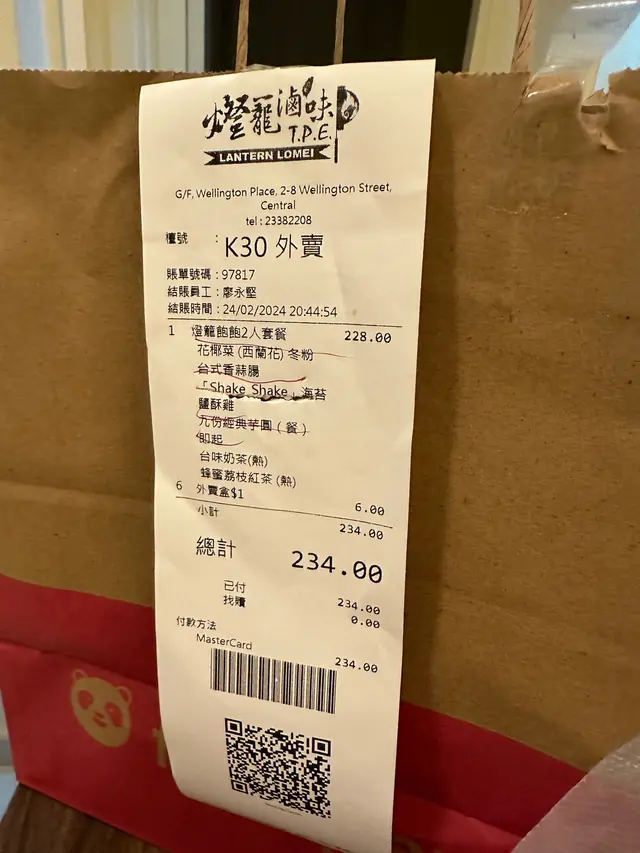 燈籠滷味
T.P.E.
LANTERN LOMEI
G/F, Wellington Place, 2-8 Wellington Street,
Central
tel : 23382208
檯號 : K30 外賣
賬單號碼 : 97817
結賬員工 : 廖永堅
結賬時間 : 24/02/2024 20:44:54
1 燈籠飽飽2人套餐 228.00
花椰菜 (西蘭花) 冬粉
台式香蒜腸
「Shake Shake」海苔
鹽酥雞
九份經典芋圓 (餐)
即起
台味奶茶(熱)
蜂蜜荔枝紅茶 (熱)
6 外賣盒$1 6.00
小計 234.00
總計 234.00
已付 234.00
找贖 0.00
付款方法
MasterCard 234.00